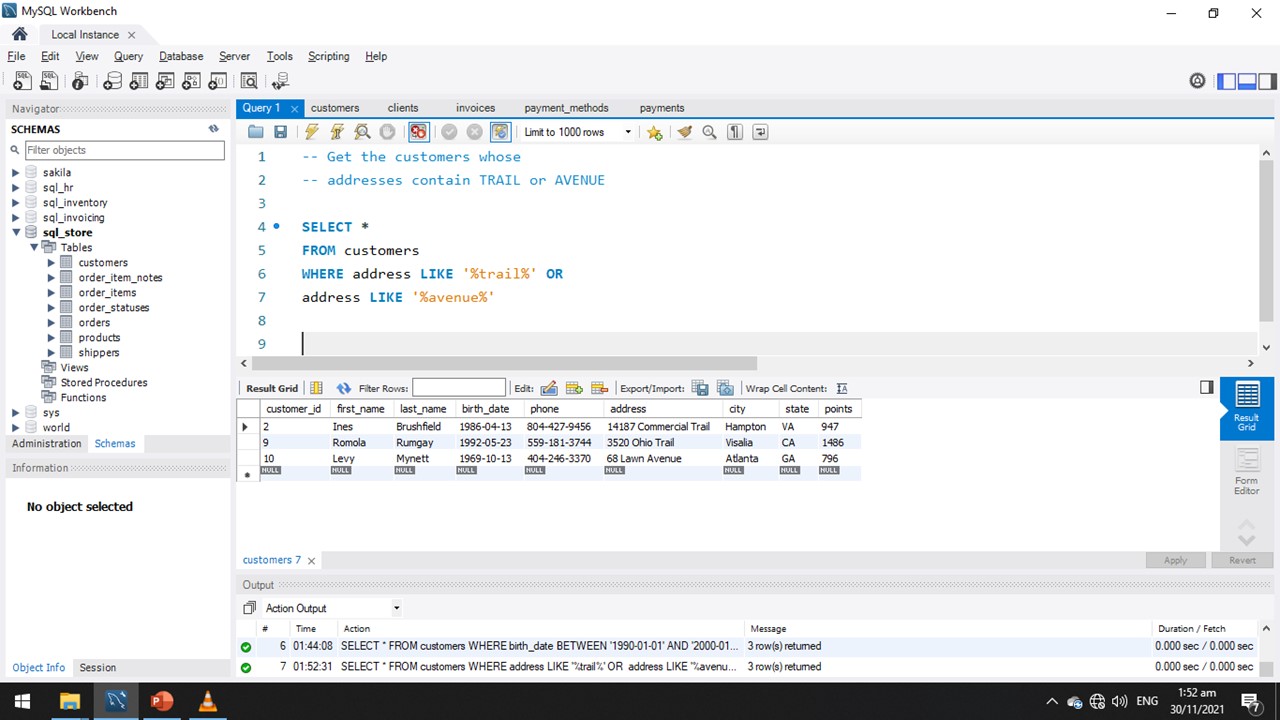 MySQL Workbench
Local Instance
File Edit View Query Database Server Tools Scripting Help
Navigator
SCHEMAS
Filter objects
sakila
sql_hr
sql_inventory
sql_invoicing
sql_store
Tables
customers
order_item_notes
order_items
order_statuses
orders
products
shippers
Views
Stored Procedures
Functions
sys
world
Administration Schemas
Information
No object selected
Object Info Session
Query 1 customers clients invoices payment_methods payments
Limit to 1000 rows
1 -- Get the customers whose
2 -- addresses contain TRAIL or AVENUE
3
4 SELECT *
5 FROM customers
6 WHERE address LIKE '%trail%' OR
7 address LIKE '%avenue%'
8
9
Result Grid Filter Rows: Edit: Export/Import: Wrap Cell Content:
customer_id first_name last_name birth_date phone address city state points
2 Ines Brushfield 1986-04-13 804-427-9456 14187 Commercial Trail Hampton VA 947
9 Romola Rumgay 1992-05-23 559-181-3744 3520 Ohio Trail Visalia CA 1486
10 Levy Mynett 1969-10-13 404-246-3370 68 Lawn Avenue Atlanta GA 796
NULL NULL NULL NULL NULL NULL NULL NULL NULL
Result
Grid
Form
Editor
customers 7
Apply Revert
Output
Action Output
# Time Action Message Duration / Fetch
6 01:44:08 SELECT * FROM customers WHERE birth_date BETWEEN '1990-01-01' AND '2000-01... 3 row(s) returned 0.000 sec / 0.000 sec
7 01:52:31 SELECT * FROM customers WHERE address LIKE '%trail%' OR address LIKE '%avenu... 3 row(s) returned 0.000 sec / 0.000 sec
ENG
1:52 am
30/11/2021
7